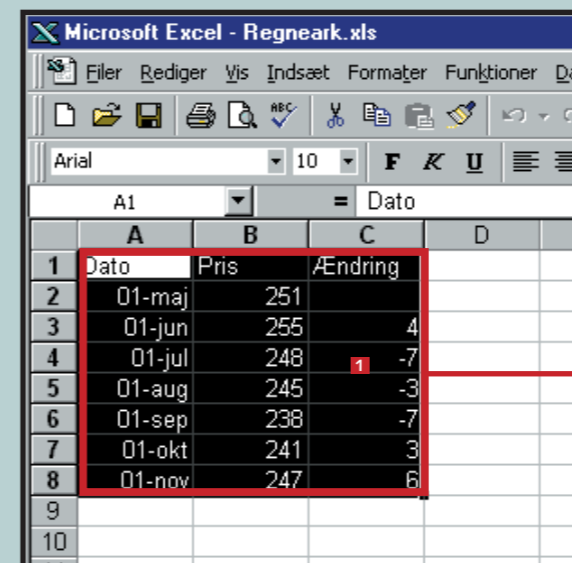 Microsoft Excel - Regneark.xls
Filer Rediger Vis Indsæt Formater Funktioner Da
ABC
Arial 10 F K U
A1 = Dato
A B C D
1 Dato Pris Ændring
2 01-maj 251
3 01-jun 255 4
4 01-jul 248 1 -7
5 01-aug 245 -3
6 01-sep 238 -7
7 01-okt 241 3
8 01-nov 247 6
9
10